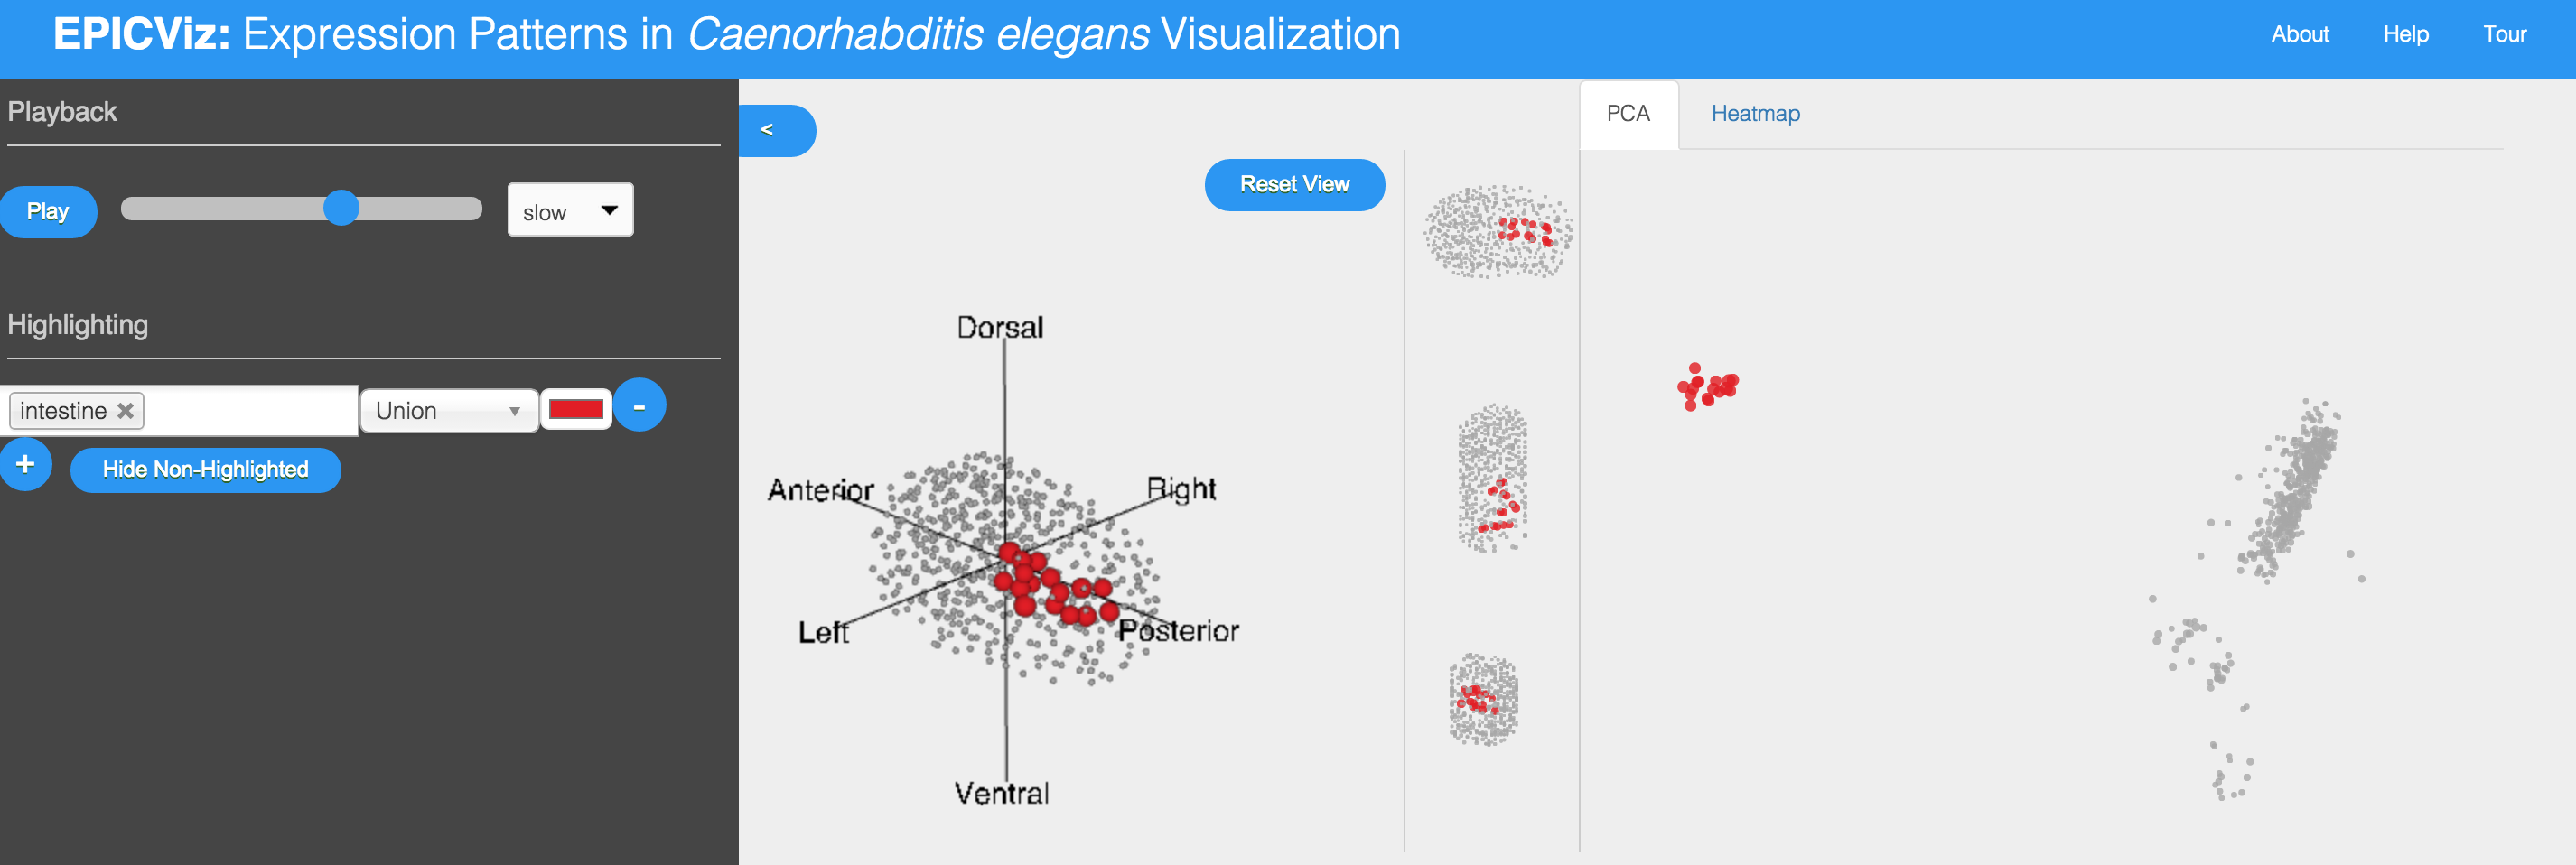 EPICViz: Expression Patterns in Caenorhabditis elegans Visualization
About Help Tour
Playback
Play
slow
Highlighting
intestine
Union
-
+
Hide Non-Highlighted
<
Reset View
Dorsal
Anterior
Right
Left
Posterior
Ventral
PCA
Heatmap